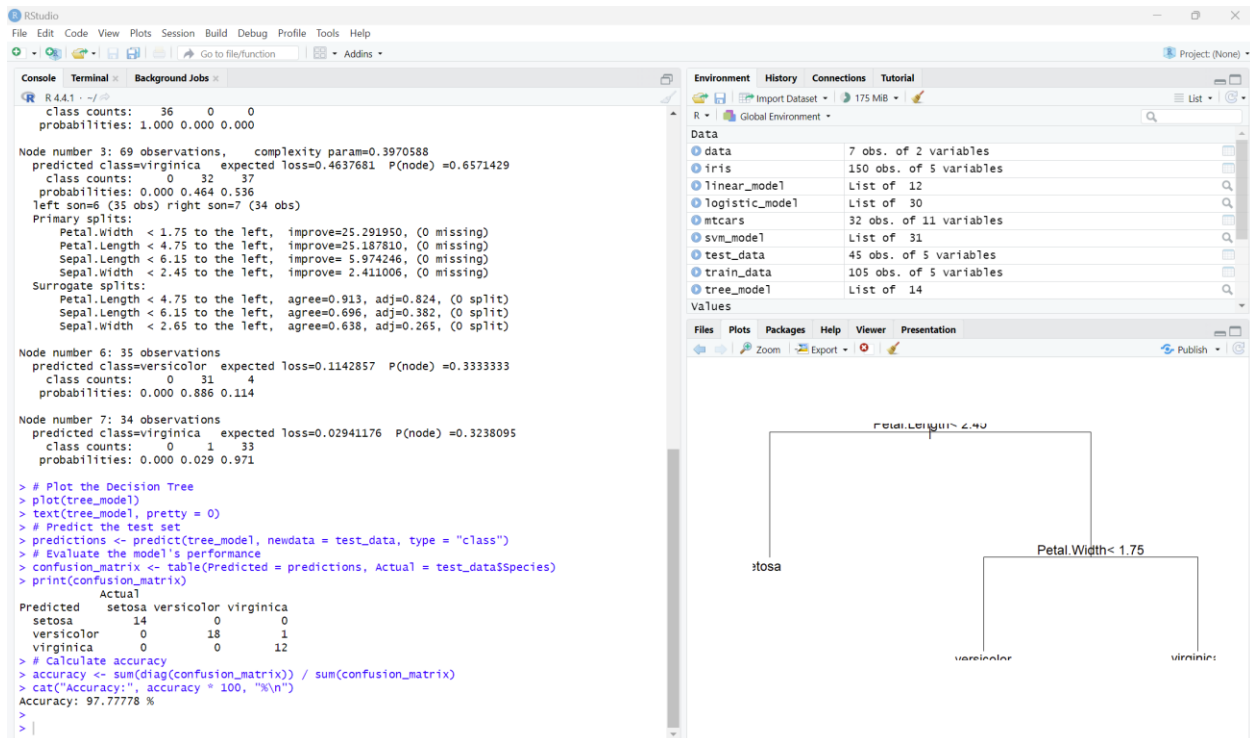 RStudio
File Edit Code View Plots Session Build Debug Profile Tools Help
Go to file/function Addins Project: (None)
Console Terminal Background Jobs
R 4.4.1 · ~/
class counts: 36 0 0
probabilities: 1.000 0.000 0.000
Node number 3: 69 observations, complexity param=0.3970588
predicted class=virginica expected loss=0.4637681 P(node) =0.6571429
class counts: 0 32 37
probabilities: 0.000 0.464 0.536
left son=6 (35 obs) right son=7 (34 obs)
Primary splits:
Petal.Width < 1.75 to the left, improve=25.291950, (0 missing)
Petal.Length < 4.75 to the left, improve=25.187810, (0 missing)
Sepal.Length < 6.15 to the left, improve= 5.974246, (0 missing)
Sepal.Width < 2.45 to the left, improve= 2.411006, (0 missing)
Surrogate splits:
Petal.Length < 4.75 to the left, agree=0.913, adj=0.824, (0 split)
Sepal.Length < 6.15 to the left, agree=0.696, adj=0.382, (0 split)
Sepal.Width < 2.65 to the left, agree=0.638, adj=0.265, (0 split)
Node number 6: 35 observations
predicted class=versicolor expected loss=0.1142857 P(node) =0.3333333
class counts: 0 31 4
probabilities: 0.000 0.886 0.114
Node number 7: 34 observations
predicted class=virginica expected loss=0.02941176 P(node) =0.3238095
class counts: 0 1 33
probabilities: 0.000 0.029 0.971
> # Plot the Decision Tree
> plot(tree_model)
> text(tree_model, pretty = 0)
> # Predict the test set
> predictions <- predict(tree_model, newdata = test_data, type = "class")
> # Evaluate the model's performance
> confusion_matrix <- table(Predicted = predictions, Actual = test_data$Species)
> print(confusion_matrix)
Actual
Predicted setosa versicolor virginica
setosa 14 0 0
versicolor 0 18 1
virginica 0 0 12
> # Calculate accuracy
> accuracy <- sum(diag(confusion_matrix)) / sum(confusion_matrix)
> cat("Accuracy:", accuracy * 100, "%\n")
Accuracy: 97.77778 %
>
>
Environment History Connections Tutorial
Import Dataset 175 MiB List
R Global Environment
Data
data 7 obs. of 2 variables
iris 150 obs. of 5 variables
linear_model List of 12
logistic_model List of 30
mtcars 32 obs. of 11 variables
svm_model List of 31
test_data 45 obs. of 5 variables
train_data 105 obs. of 5 variables
tree_model List of 14
Values
Files Plots Packages Help Viewer Presentation
Zoom Export Publish
Petal.Length< 2.45
etosa
Petal.Width< 1.75
versicolor virginica